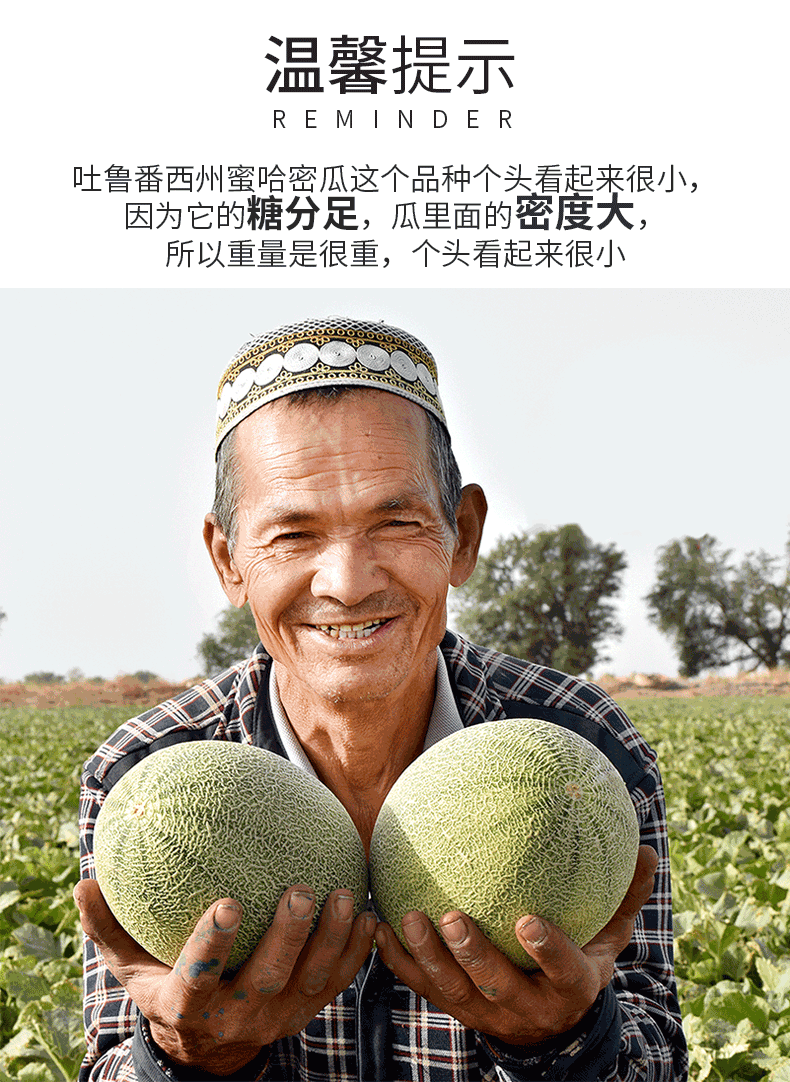 温馨提示
REMINDER
吐鲁番西州蜜哈密瓜这个品种个头看起来很小，
因为它的糖分足，瓜里面的密度大，
所以重量是很重，个头看起来很小